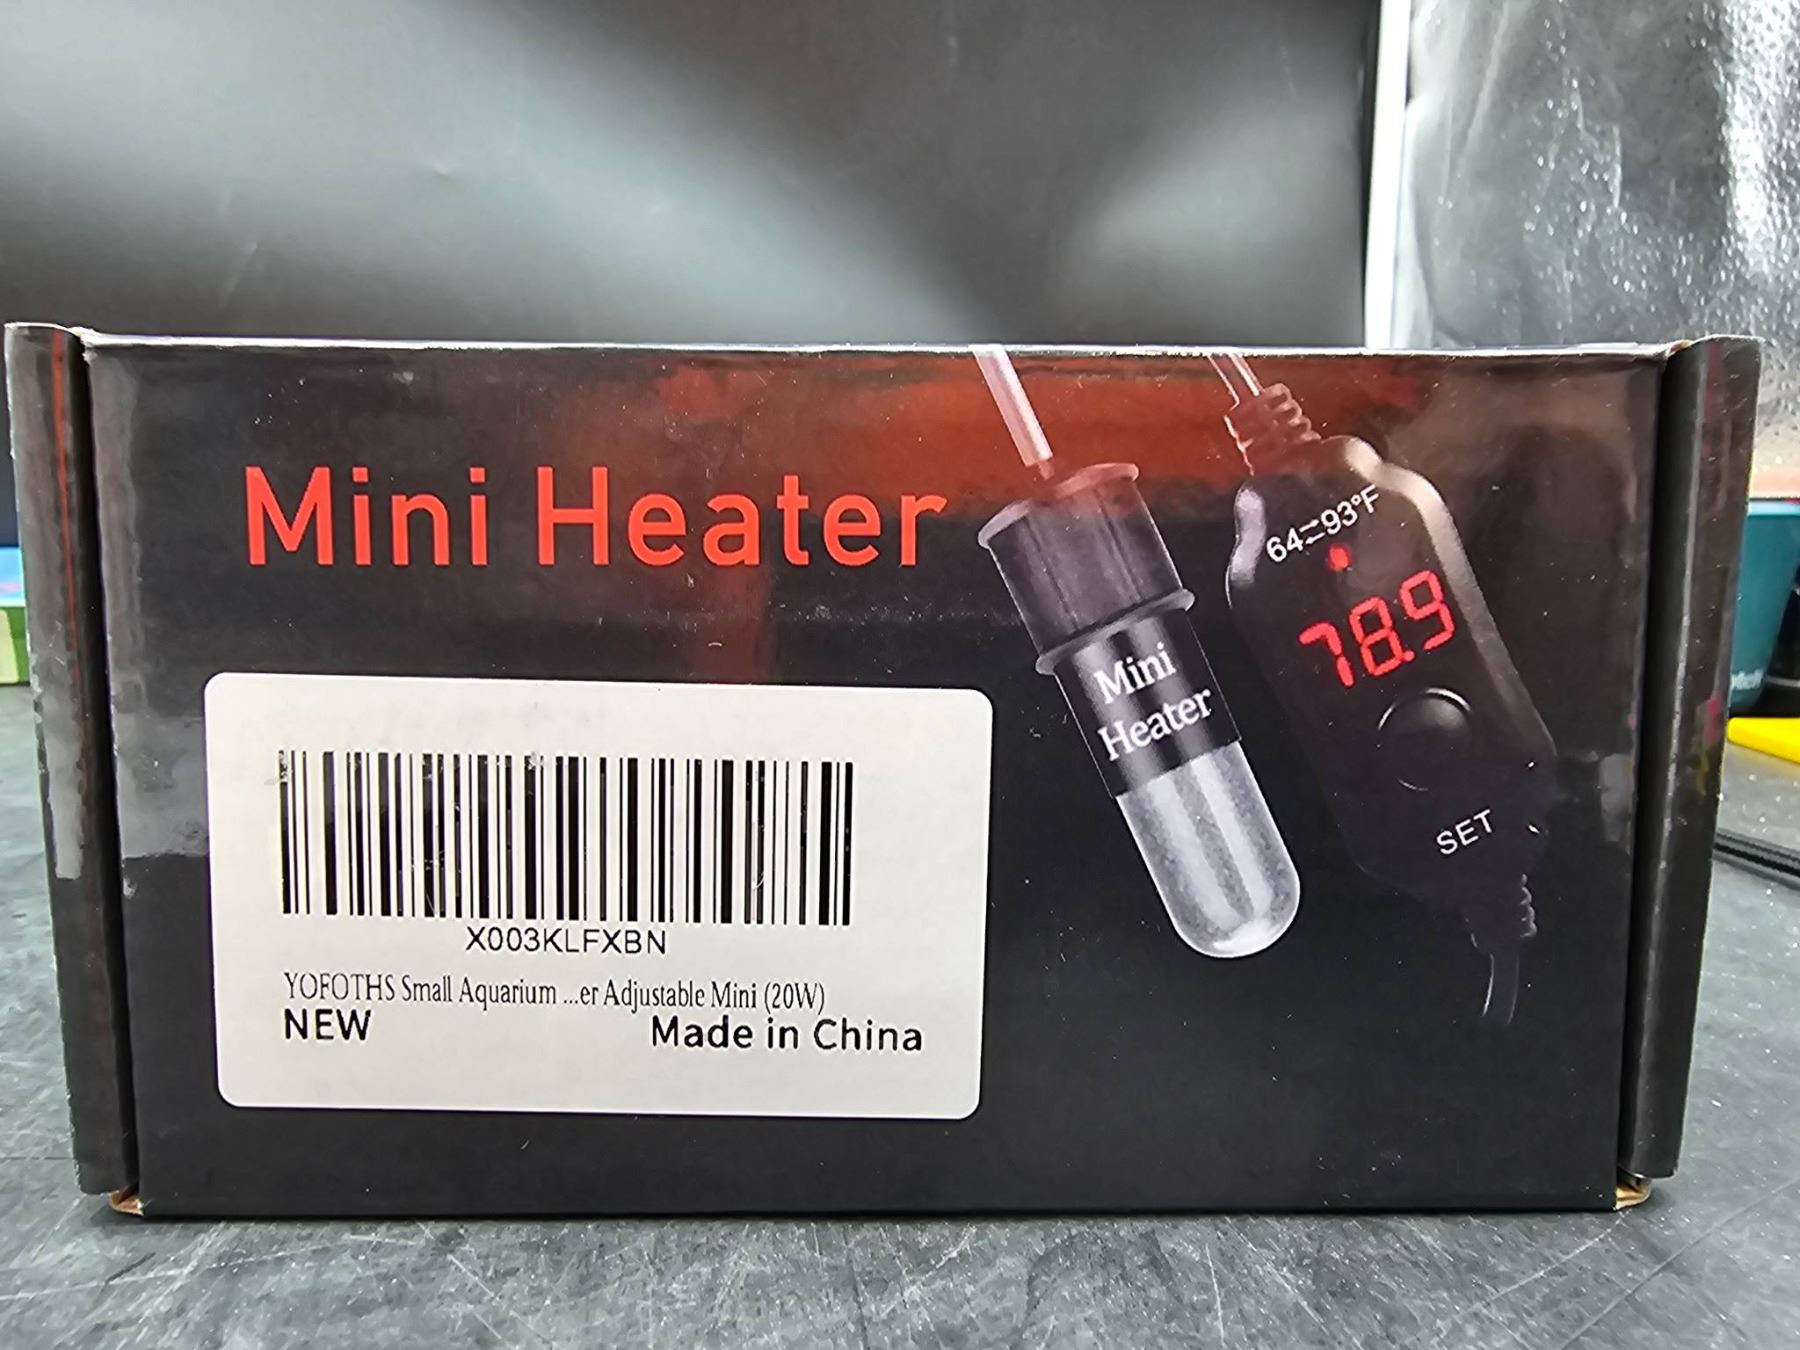 Mini Heater
64~93°F
78.9
Mini
Heater
SET
X003KLFXBN
YOFOTHS Small Aquarium ...er Adjustable Mini (20W)
NEW
Made in China